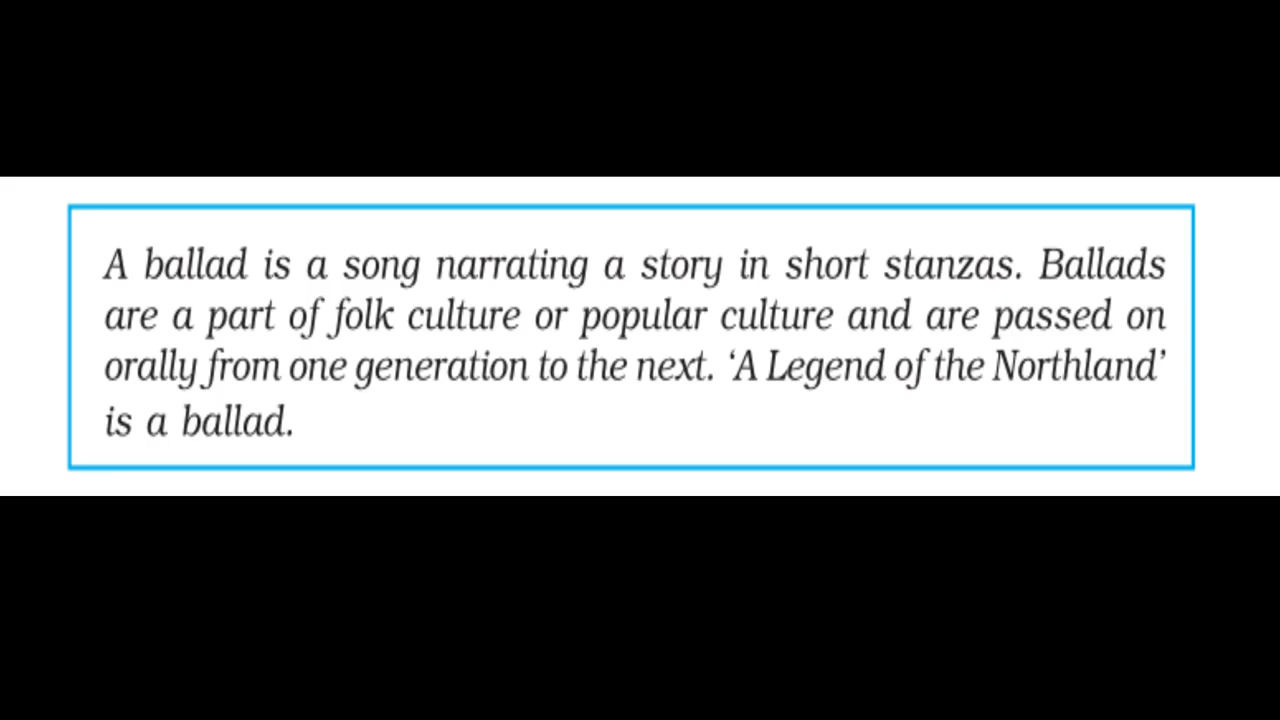 A ballad is a song narrating a story in short stanzas. Ballads
are a part of folk culture or popular culture and are passed on
orally from one generation to the next. ‘A Legend of the Northland’
is a ballad.